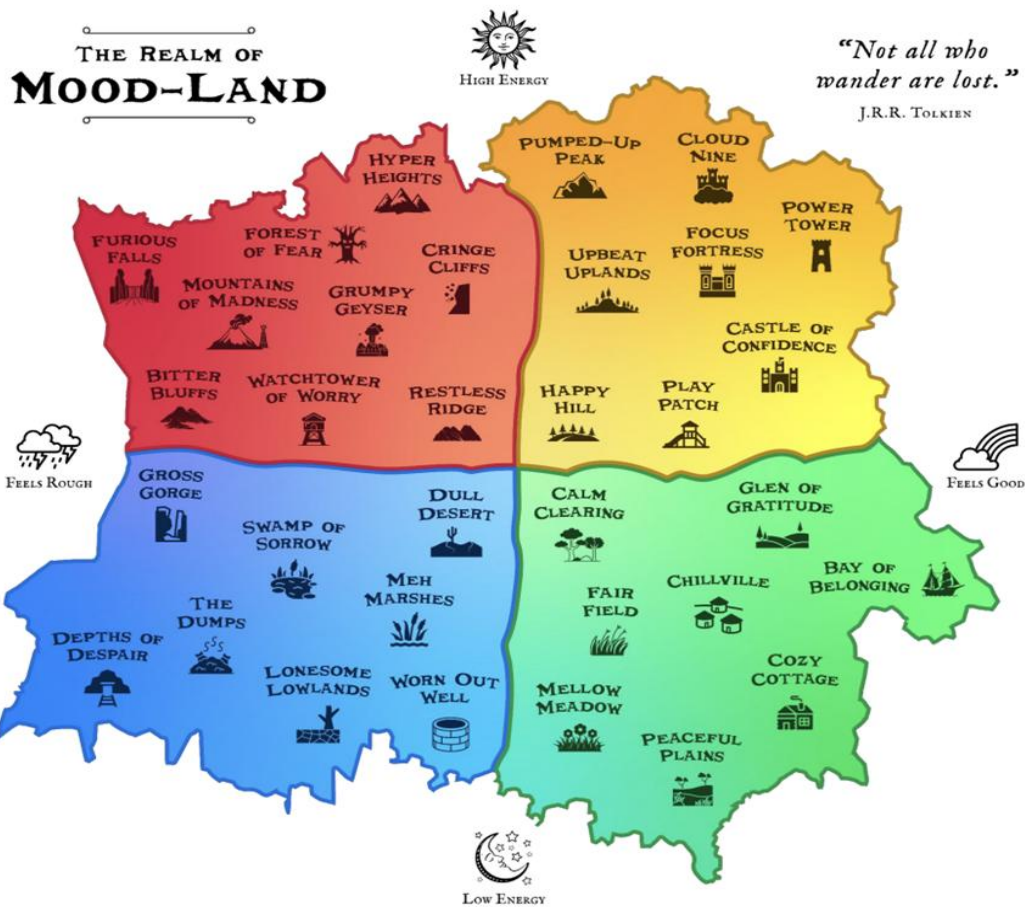 THE REALM OF
MOOD-LAND
HIGH ENERGY
“Not all who
wander are lost.”
J.R.R. TOLKIEN
HYPER
HEIGHTS
FURIOUS
FALLS
FOREST
OF FEAR
CRINGE
CLIFFS
MOUNTAINS
OF MADNESS
GRUMPY
GEYSER
BITTER
BLUFFS
WATCHTOWER
OF WORRY
RESTLESS
RIDGE
PUMPED-UP
PEAK
CLOUD
NINE
POWER
TOWER
FOCUS
FORTRESS
UPBEAT
UPLANDS
CASTLE OF
CONFIDENCE
HAPPY
HILL
PLAY
PATCH
FEELS ROUGH
FEELS GOOD
GROSS
GORGE
DULL
DESERT
SWAMP OF
SORROW
MEH
MARSHES
THE
DUMPS
DEPTHS OF
DESPAIR
LONESOME
LOWLANDS
WORN OUT
WELL
CALM
CLEARING
GLEN OF
GRATITUDE
BAY OF
BELONGING
CHILLVILLE
FAIR
FIELD
COZY
COTTAGE
MELLOW
MEADOW
PEACEFUL
PLAINS
LOW ENERGY